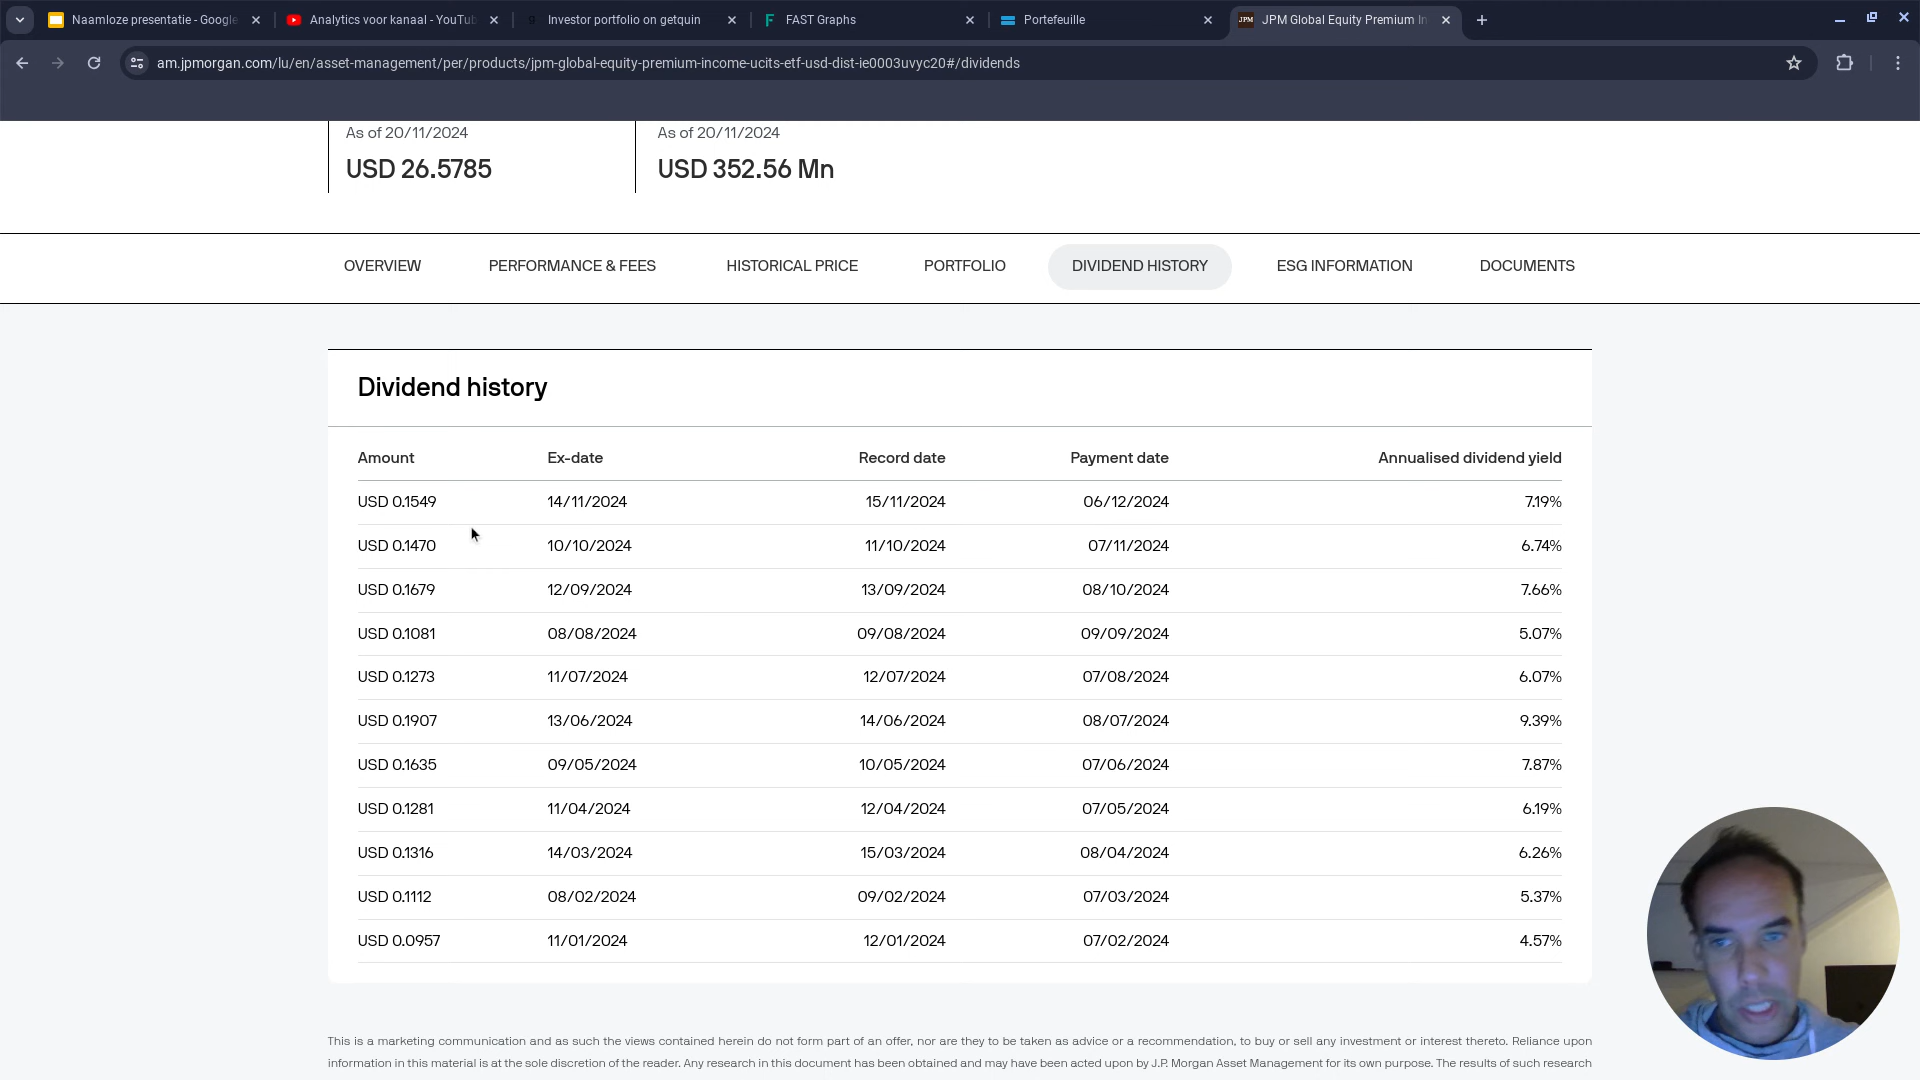 Naamloze presentatie - Google
Analytics voor kanaal - YouTub
Investor portfolio on getquin
FAST Graphs
Portefeuille
JPM Global Equity Premium In
am.jpmorgan.com/lu/en/asset-management/per/products/jpm-global-equity-premium-income-ucits-etf-usd-dist-ie0003uvyc20#/dividends
As of 20/11/2024 As of 20/11/2024
USD 26.5785 USD 352.56 Mn
OVERVIEW PERFORMANCE & FEES HISTORICAL PRICE PORTFOLIO DIVIDEND HISTORY ESG INFORMATION DOCUMENTS
Dividend history
Amount Ex-date Record date Payment date Annualised dividend yield
USD 0.1549 14/11/2024 15/11/2024 06/12/2024 7.19%
USD 0.1470 10/10/2024 11/10/2024 07/11/2024 6.74%
USD 0.1679 12/09/2024 13/09/2024 08/10/2024 7.66%
USD 0.1081 08/08/2024 09/08/2024 09/09/2024 5.07%
USD 0.1273 11/07/2024 12/07/2024 07/08/2024 6.07%
USD 0.1907 13/06/2024 14/06/2024 08/07/2024 9.39%
USD 0.1635 09/05/2024 10/05/2024 07/06/2024 7.87%
USD 0.1281 11/04/2024 12/04/2024 07/05/2024 6.19%
USD 0.1316 14/03/2024 15/03/2024 08/04/2024 6.26%
USD 0.1112 08/02/2024 09/02/2024 07/03/2024 5.37%
USD 0.0957 11/01/2024 12/01/2024 07/02/2024 4.57%
This is a marketing communication and as such the views contained herein do not form part of an offer, nor are they to be taken as advice or a recommendation, to buy or sell any investment or interest thereto. Reliance upon
information in this material is at the sole discretion of the reader. Any research in this document has been obtained and may have been acted upon by J.P. Morgan Asset Management for its own purpose. The results of such research